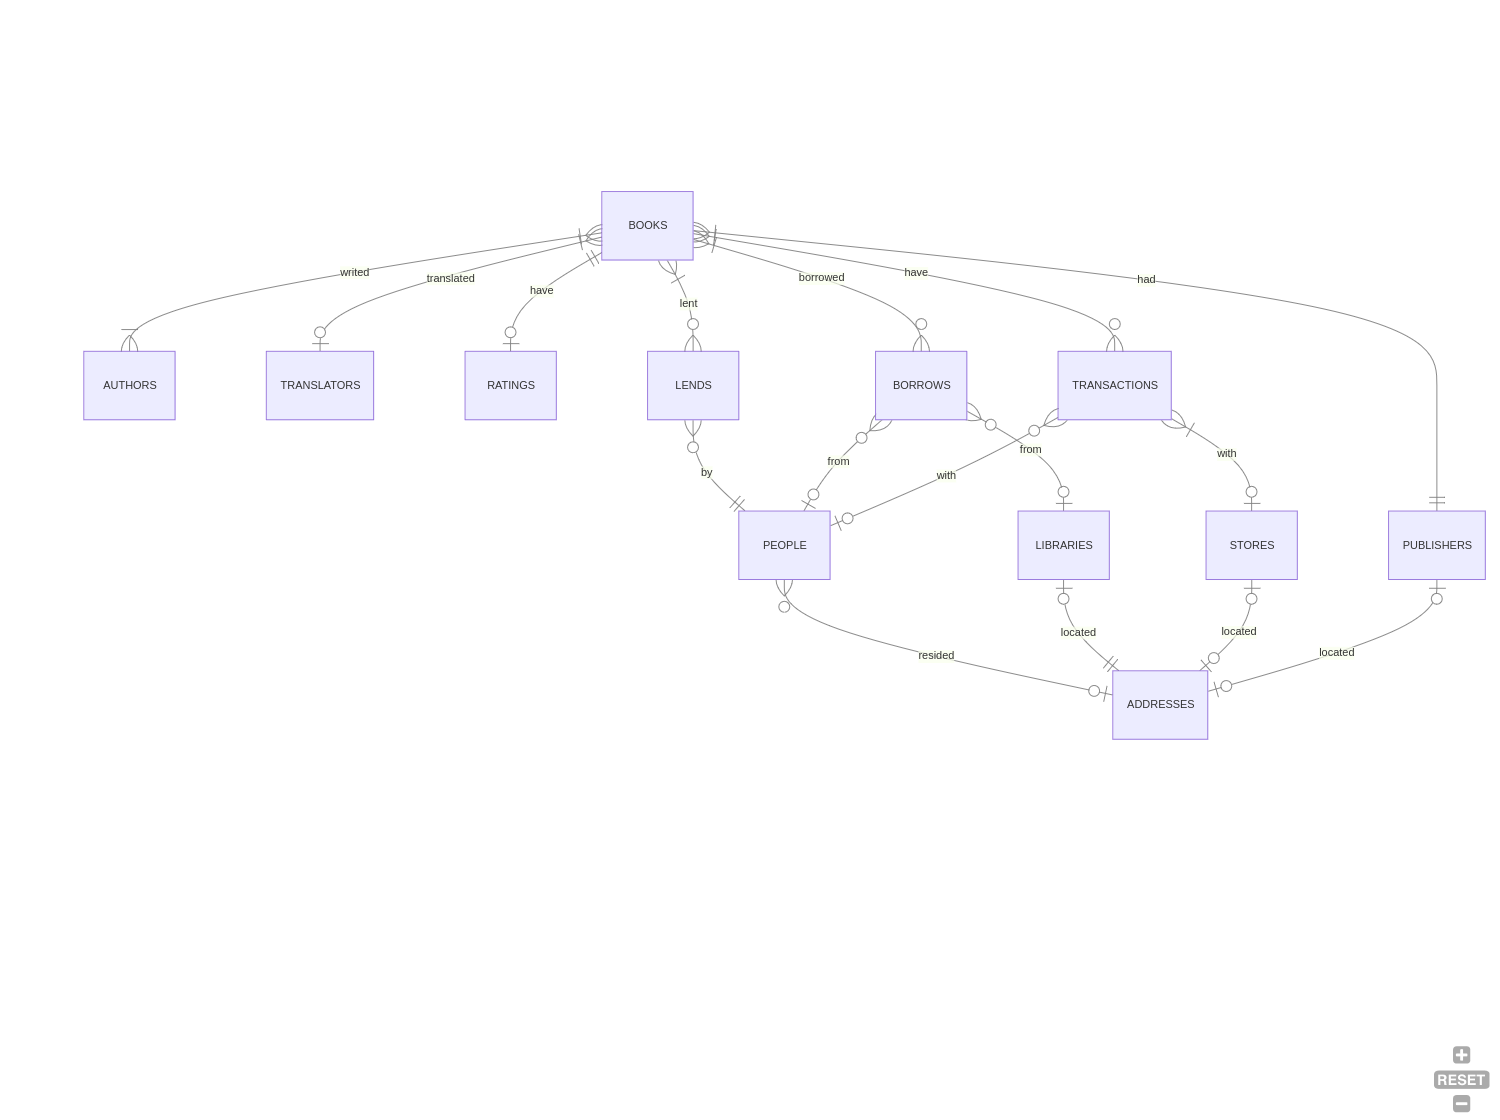 BOOKS
writed
translated
have
lent
borrowed
have
had
AUTHORS
TRANSLATORS
RATINGS
LENDS
BORROWS
TRANSACTIONS
by
from
with
from
with
PEOPLE
LIBRARIES
STORES
PUBLISHERS
resided
located
located
located
ADDRESSES
RESET